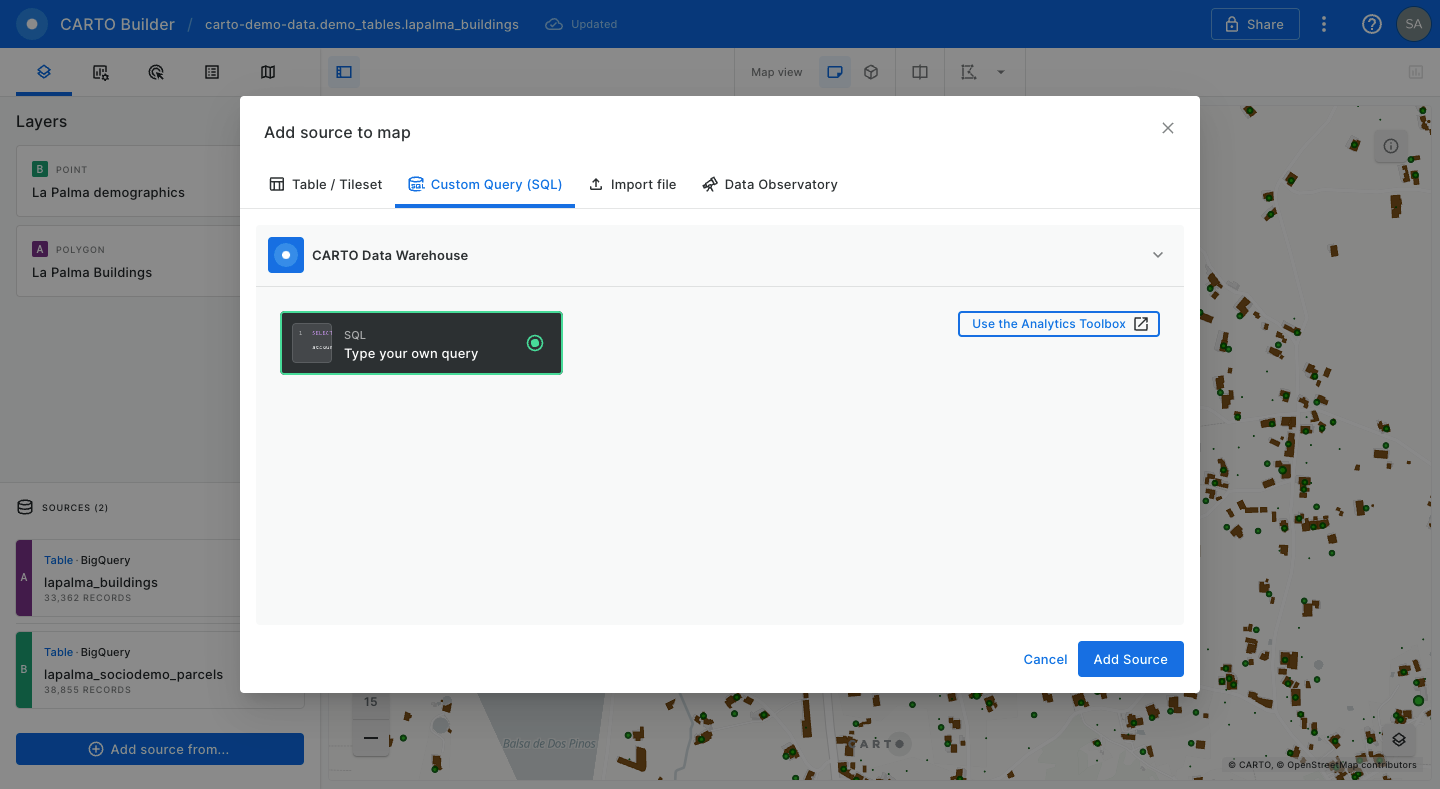 CARTO Builder / carto-demo-data.demo_tables.lapalma_buildings Updated Share SA
Map view
Layers
B POINT
La Palma demographics
A POLYGON
La Palma Buildings
SOURCES (2)
A
Table · BigQuery
lapalma_buildings
33,362 RECORDS
B
Table · BigQuery
lapalma_sociodemo_parcels
38,855 RECORDS
Add source from...
Add source to map
Table / Tileset Custom Query (SQL) Import file Data Observatory
CARTO Data Warehouse
1 SELECT
SQL
Type your own query
Use the Analytics Toolbox
Cancel Add Source
15
Balsa de Dos Pinos
CARTO
© CARTO, © OpenStreetMap contributors